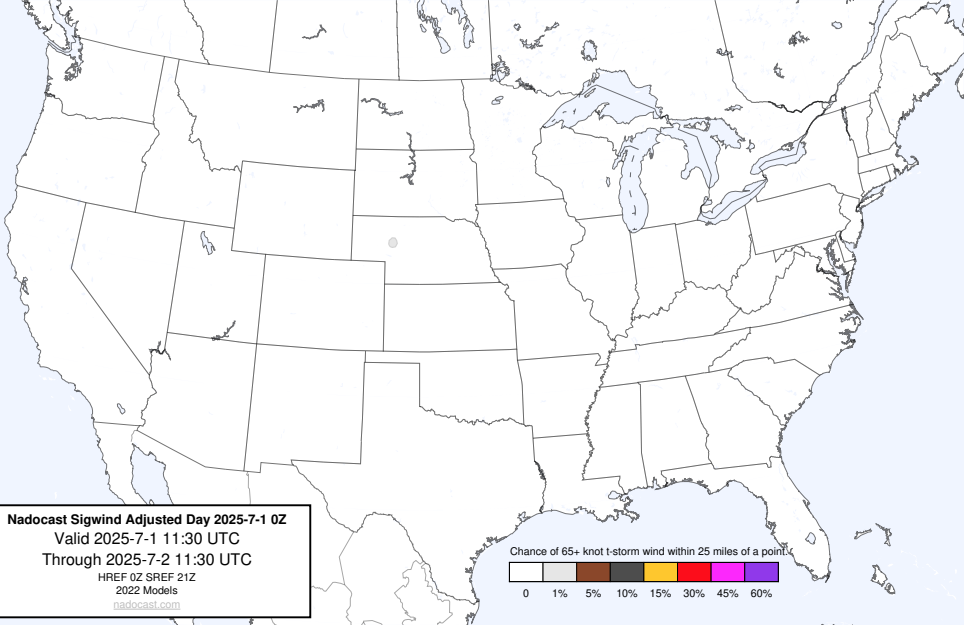 Nadocast Sigwind Adjusted Day 2025-7-1 0Z
Valid 2025-7-1 11:30 UTC
Through 2025-7-2 11:30 UTC
HREF 0Z SREF 21Z
2022 Models
nadocast.com
Chance of 65+ knot t-storm wind within 25 miles of a point.
0 1% 5% 10% 15% 30% 45% 60%